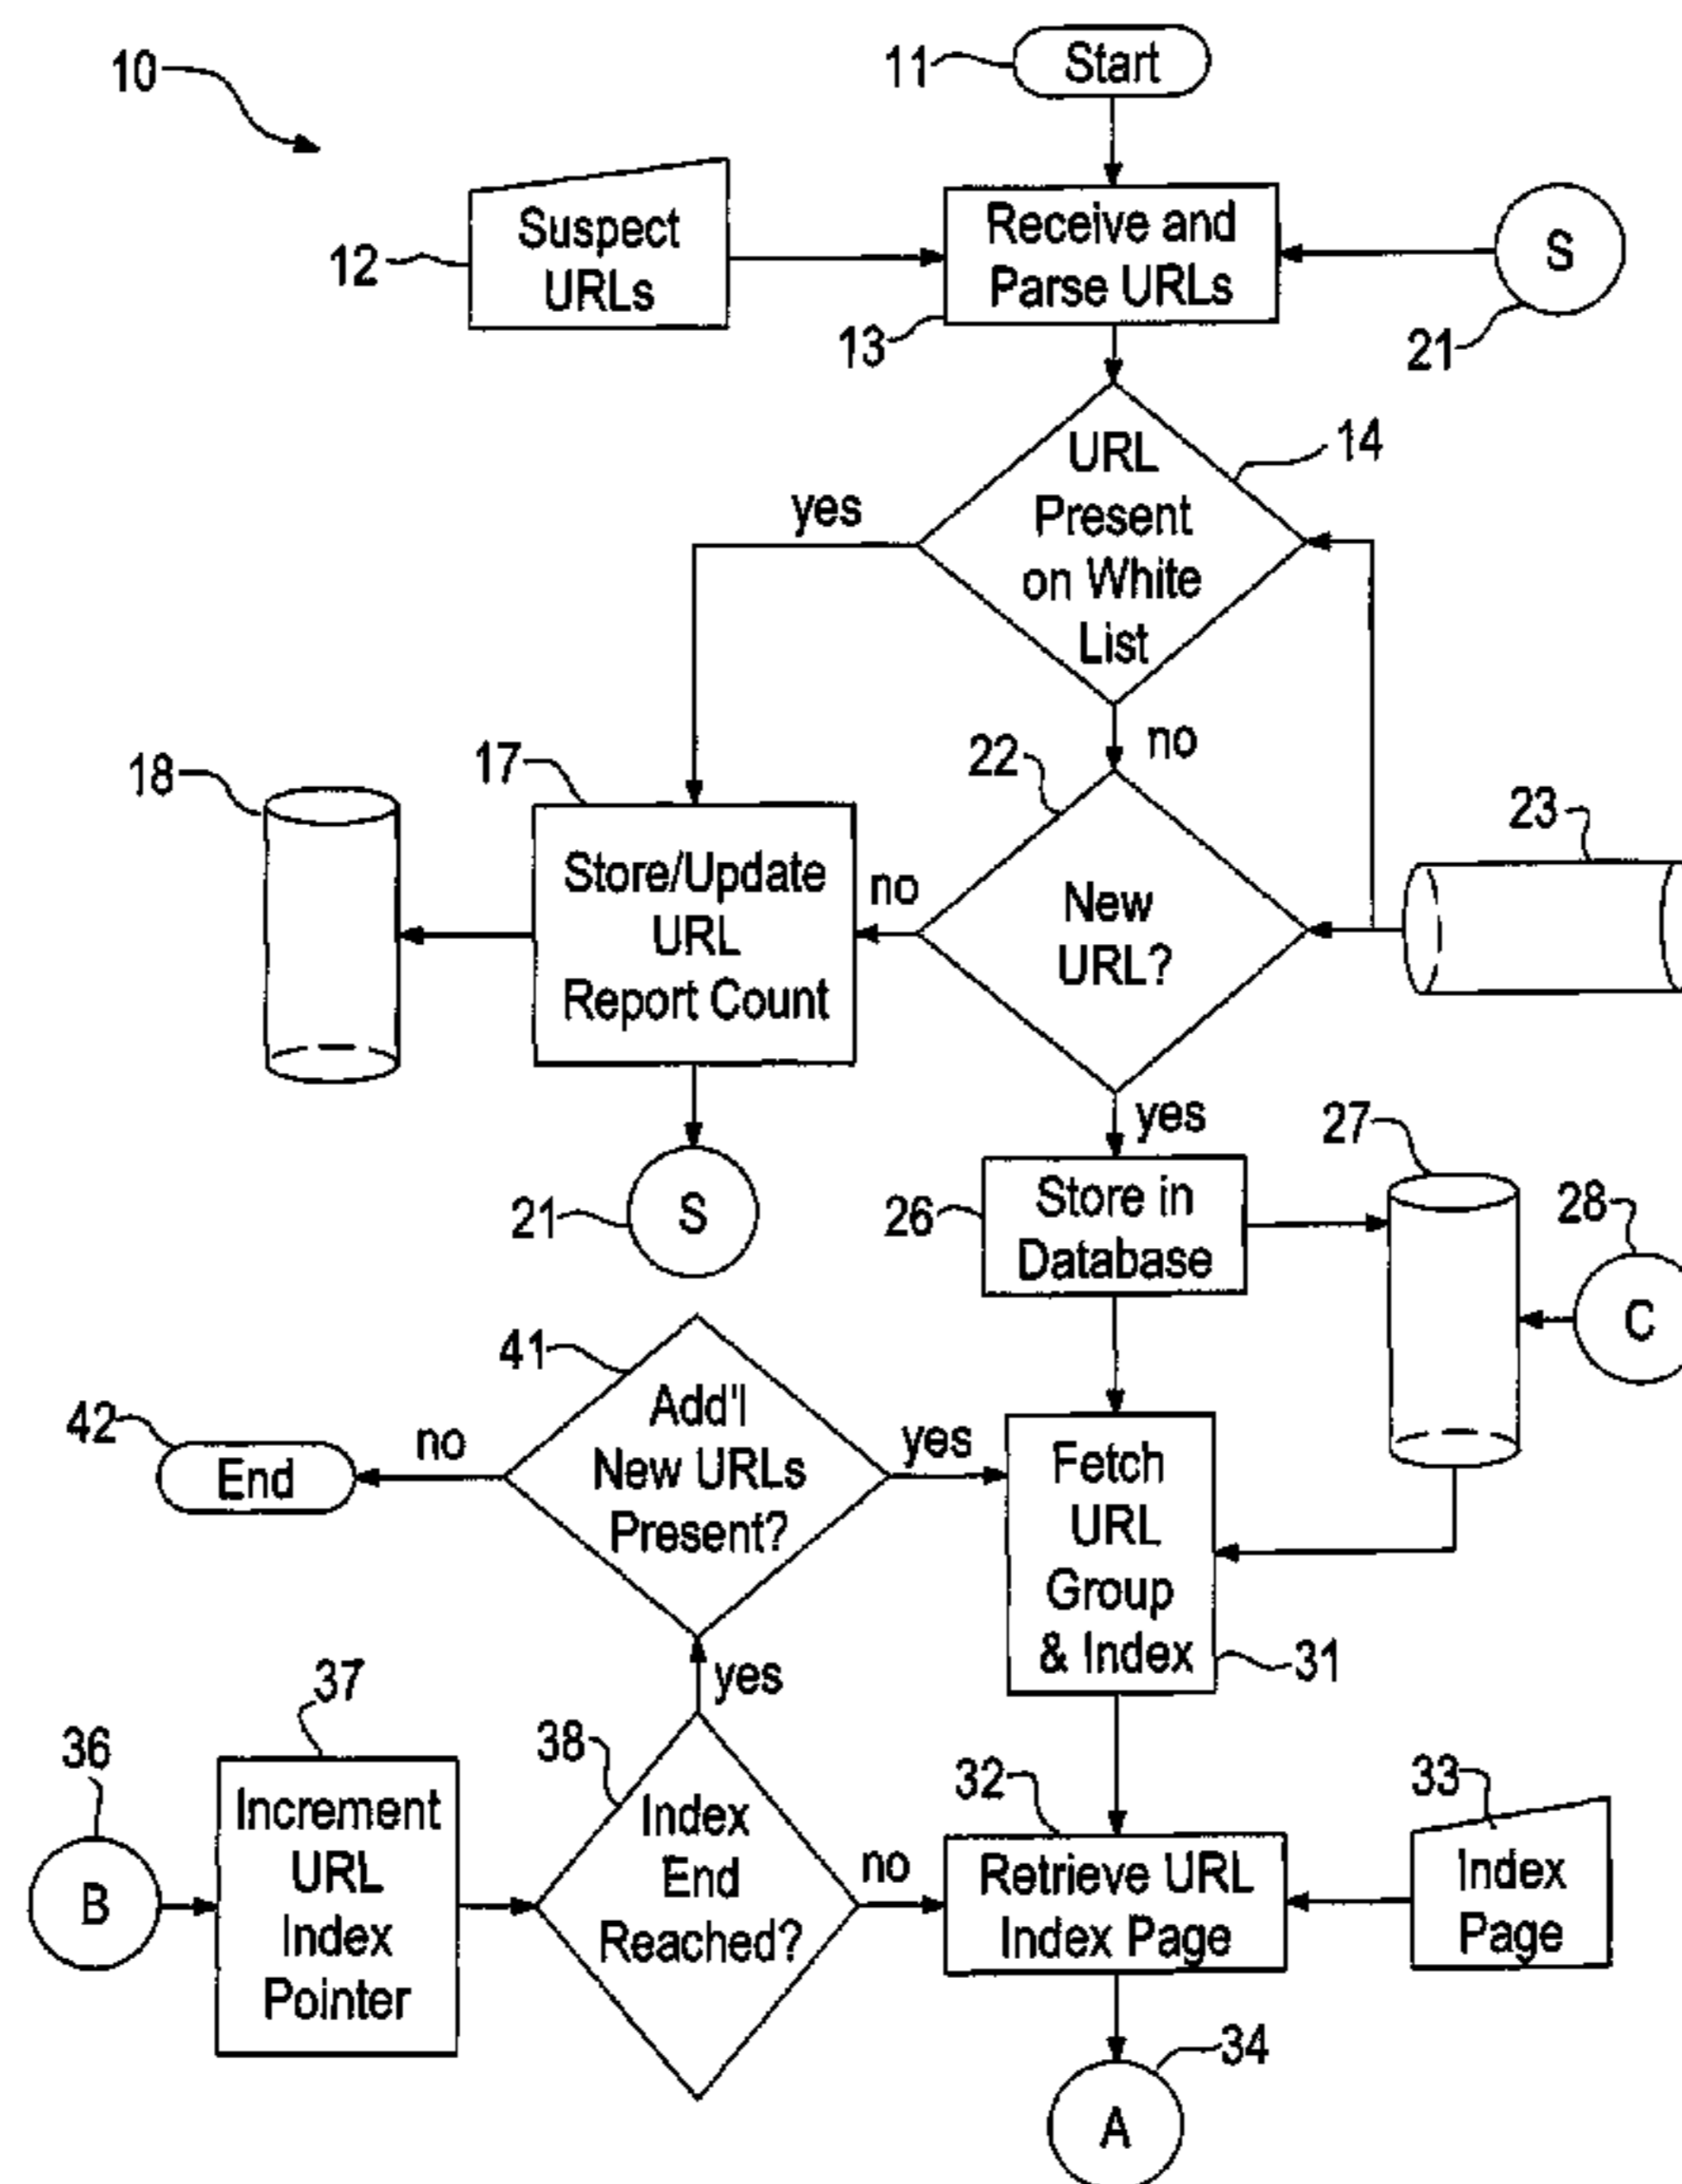 10
11
Start
12
Suspect
URLs
Receive and
Parse URLs
13
S
21
14
URL
Present
on White
List
yes
no
17
18
22
23
Store/Update
URL
Report Count
no
New
URL?
yes
21
S
26
Store in
Database
27
28
C
41
Add'l
New URLs
Present?
42
End
no
yes
Fetch
URL
Group
& Index
31
yes
36
B
37
Increment
URL
Index
Pointer
38
Index
End
Reached?
no
32
Retrieve URL
Index Page
33
Index
Page
34
A